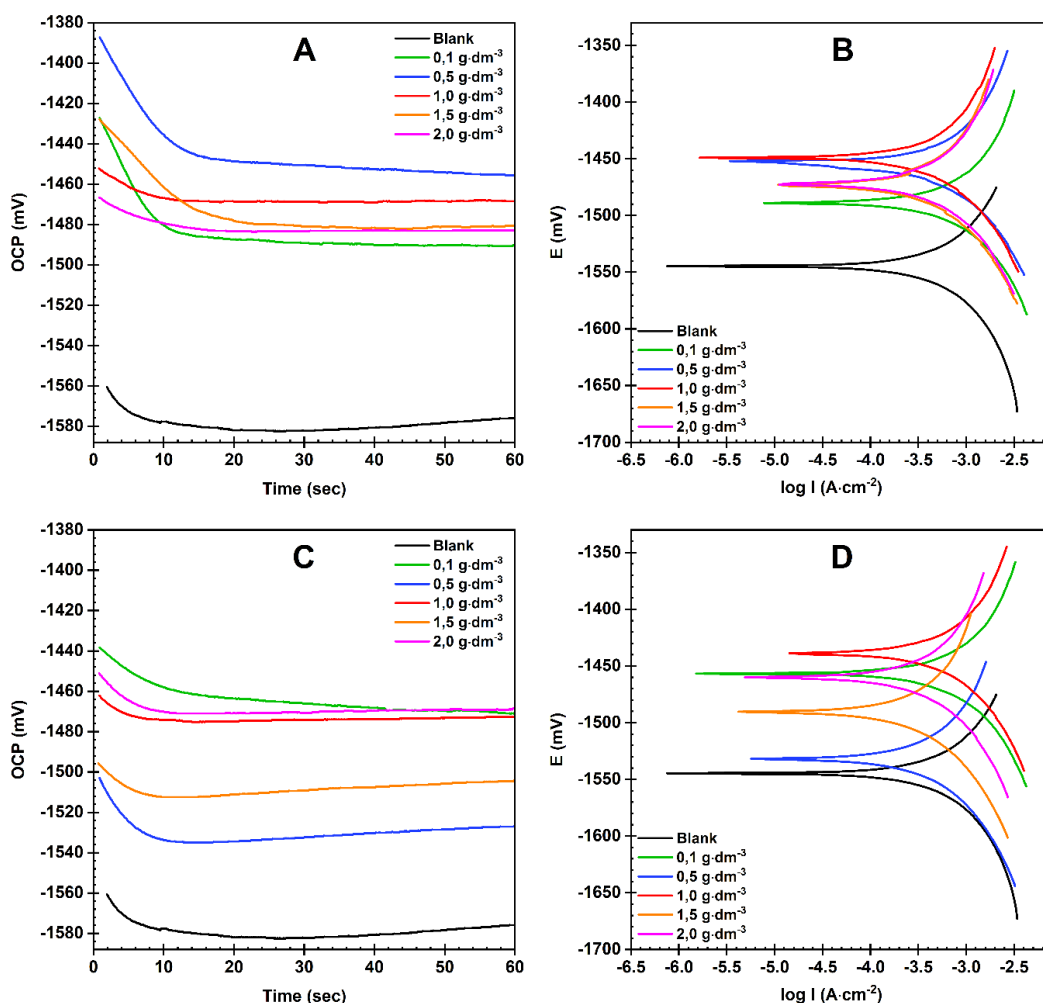 A
Blank
0,1 g·dm-3
0,5 g·dm-3
1,0 g·dm-3
1,5 g·dm-3
2,0 g·dm-3
-1380
-1400
-1420
-1440
-1460
-1480
-1500
-1520
-1540
-1560
-1580
OCP (mV)
0 10 20 30 40 50 60
Time (sec)
B
-1350
-1400
-1450
-1500
-1550
-1600
-1650
-1700
E (mV)
Blank
0,1 g·dm-3
0,5 g·dm-3
1,0 g·dm-3
1,5 g·dm-3
2,0 g·dm-3
-6.5 -6.0 -5.5 -5.0 -4.5 -4.0 -3.5 -3.0 -2.5
log I (A·cm-2)
C
Blank
0,1 g·dm-3
0,5 g·dm-3
1,0 g·dm-3
1,5 g·dm-3
2,0 g·dm-3
-1380
-1400
-1420
-1440
-1460
-1480
-1500
-1520
-1540
-1560
-1580
OCP (mV)
0 10 20 30 40 50 60
Time (sec)
D
-1350
-1400
-1450
-1500
-1550
-1600
-1650
-1700
E (mV)
Blank
0,1 g·dm-3
0,5 g·dm-3
1,0 g·dm-3
1,5 g·dm-3
2,0 g·dm-3
-6.5 -6.0 -5.5 -5.0 -4.5 -4.0 -3.5 -3.0 -2.5
log I (A·cm-2)